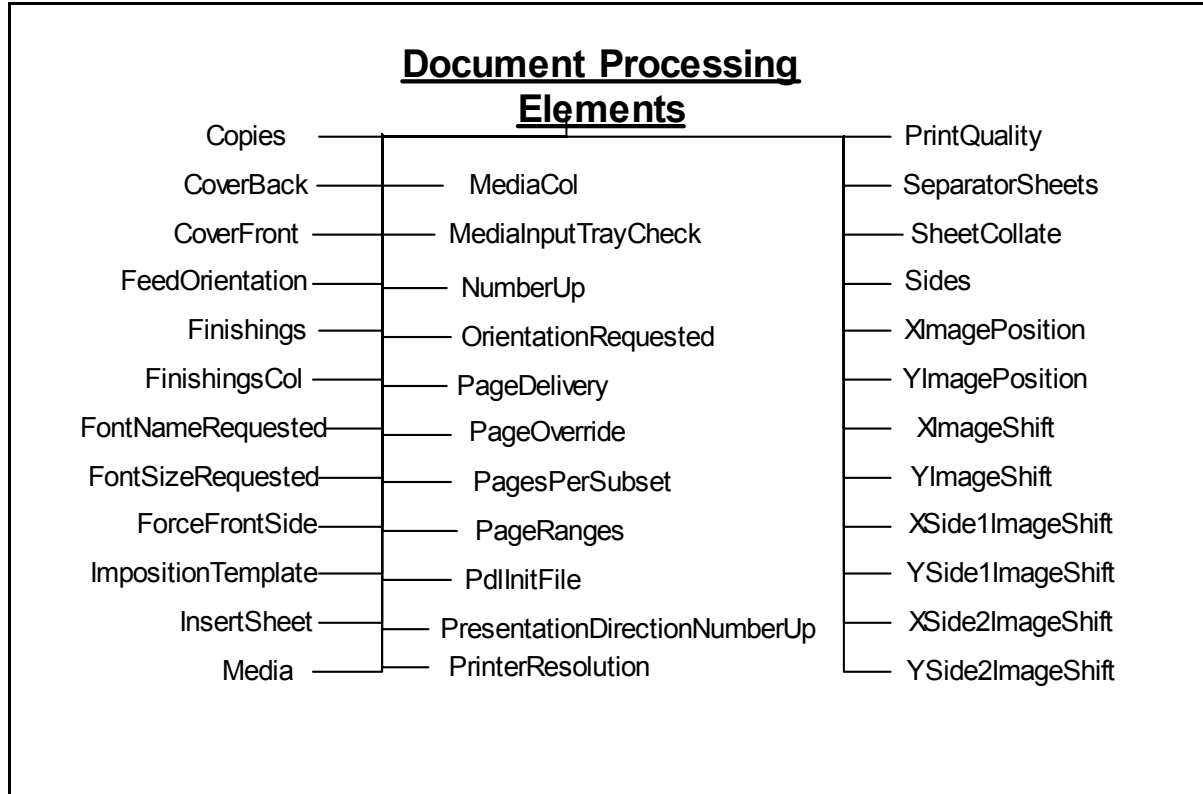 Document Processing
Elements
Copies
CoverBack
CoverFront
FeedOrientation
Finishings
FinishingsCol
FontNameRequested
FontSizeRequested
ForceFrontSide
ImpositionTemplate
InsertSheet
Media
MediaCol
MediaInputTrayCheck
NumberUp
OrientationRequested
PageDelivery
PageOverride
PagesPerSubset
PageRanges
PdlInitFile
PresentationDirectionNumberUp
PrinterResolution
PrintQuality
SeparatorSheets
SheetCollate
Sides
XImagePosition
YImagePosition
XImageShift
YImageShift
XSide1ImageShift
YSide1ImageShift
XSide2ImageShift
YSide2ImageShift